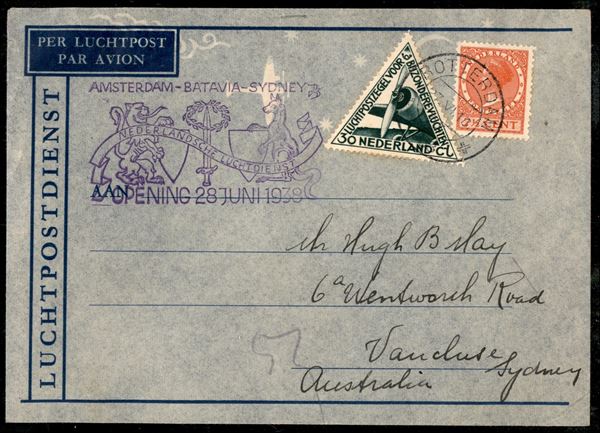 PER LUCHTPOST
PAR AVION
LUCHTPOSTDIENST
AMSTERDAM-BATAVIA-SYDNEY
NEDERLANDSCHE LUCHTDIENST
OPENING 28 JUNI 1938
AAN
LUCHTPOSTZEGEL VOOR
BIJZONDERE VLUCHTEN
30 NEDERLAND CT
ROTTERDA
NEDERLAND
CENT
Mr Hugh B May
6a Wentworth Road
Vaucluse
Sydney
Australia